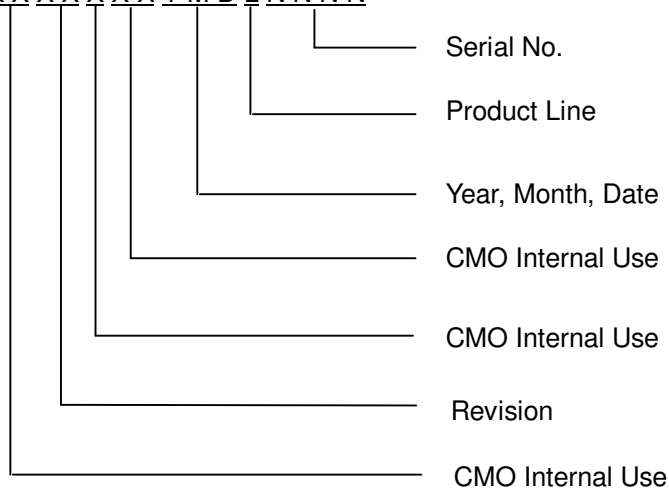 Serial No.
Product Line
Year, Month, Date
CMO Internal Use
CMO Internal Use
Revision
CMO Internal Use